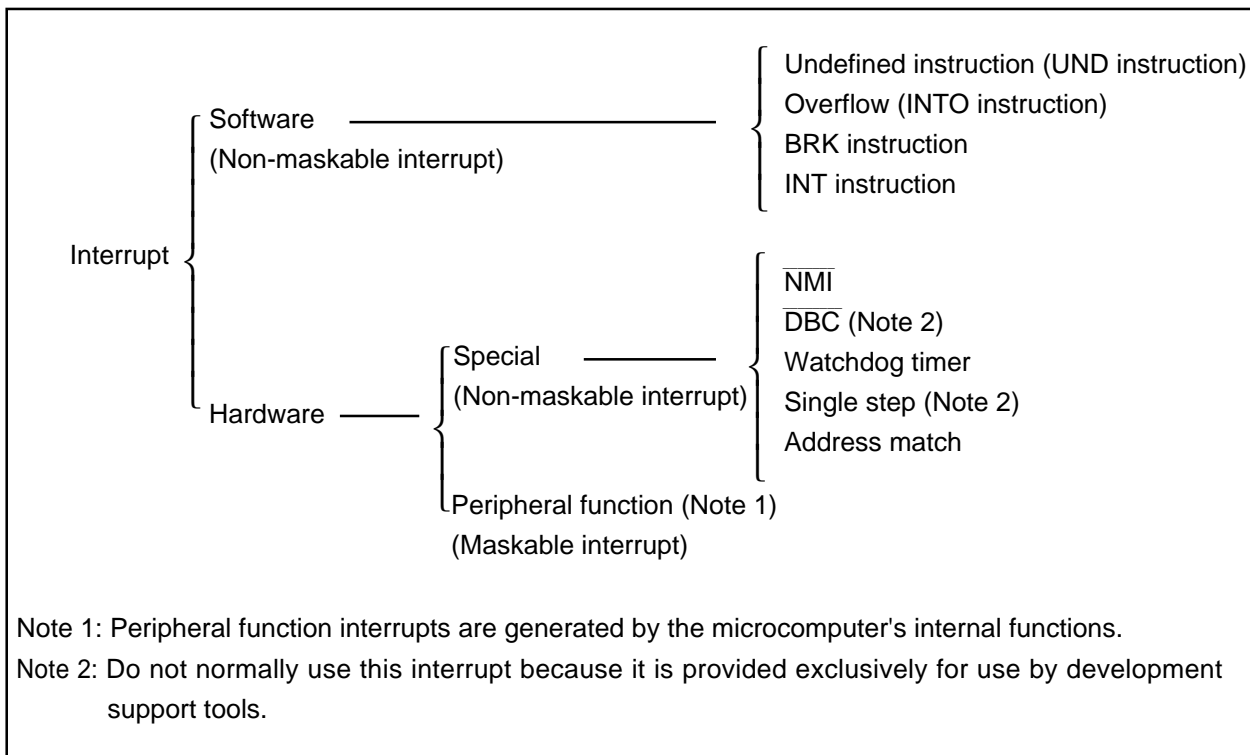 Undefined instruction (UND instruction)
Overflow (INTO instruction)
BRK instruction
INT instruction
Software
(Non-maskable interrupt)
Interrupt
N̅M̅I̅
D̅B̅C̅ (Note 2)
Watchdog timer
Single step (Note 2)
Address match
Special
(Non-maskable interrupt)
Hardware
Peripheral function (Note 1)
(Maskable interrupt)
Note 1: Peripheral function interrupts are generated by the microcomputer's internal functions.
Note 2: Do not normally use this interrupt because it is provided exclusively for use by development
support tools.